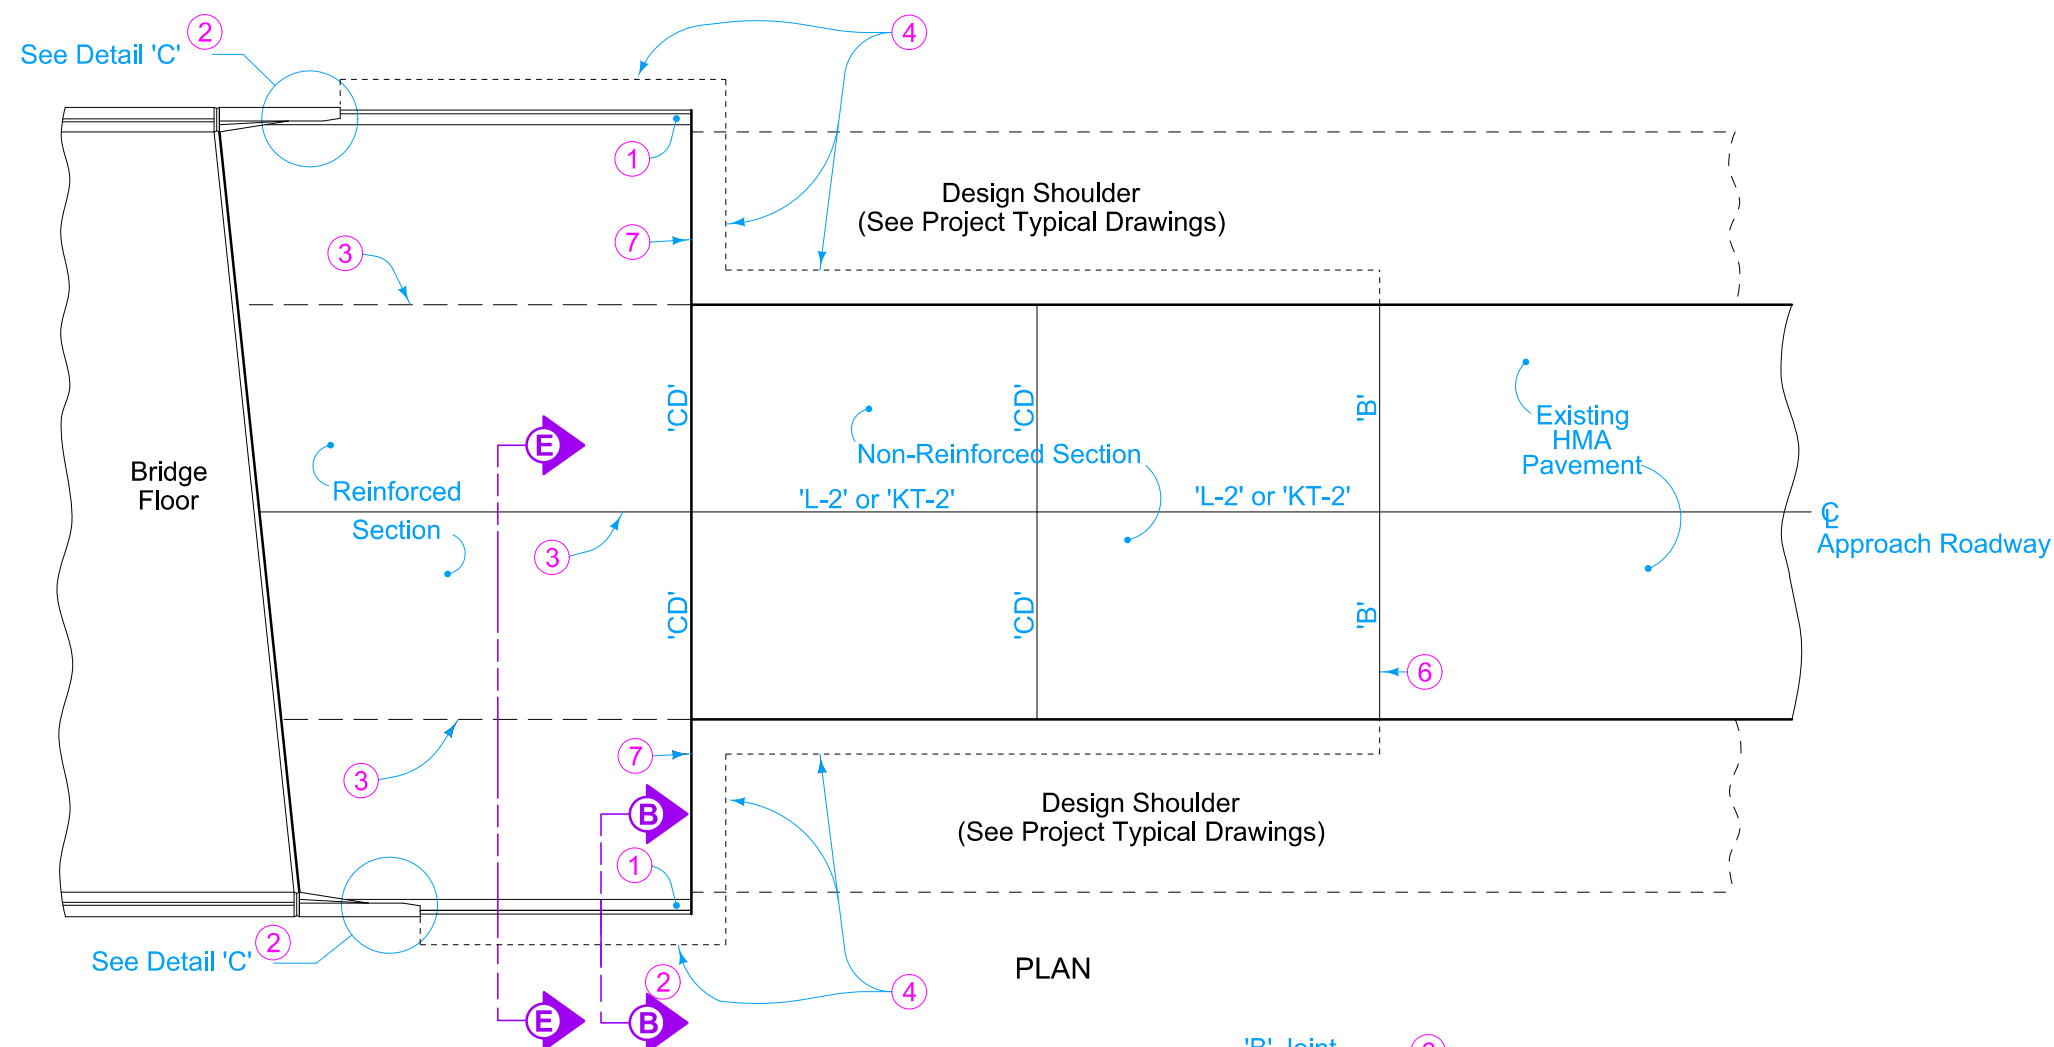 2
See Detail 'C'
4
1
Design Shoulder
(See Project Typical Drawings)
7
3
'CD'
'CD'
'B'
Existing
HMA
Pavement
E
Non-Reinforced Section
Bridge
Floor
Reinforced
Section
'L-2' or 'KT-2'
'L-2' or 'KT-2'
℄
Approach Roadway
3
'CD'
'CD'
'B'
6
7
3
B
Design Shoulder
(See Project Typical Drawings)
1
2
See Detail 'C'
PLAN
2
4
E
B
'B' Joint